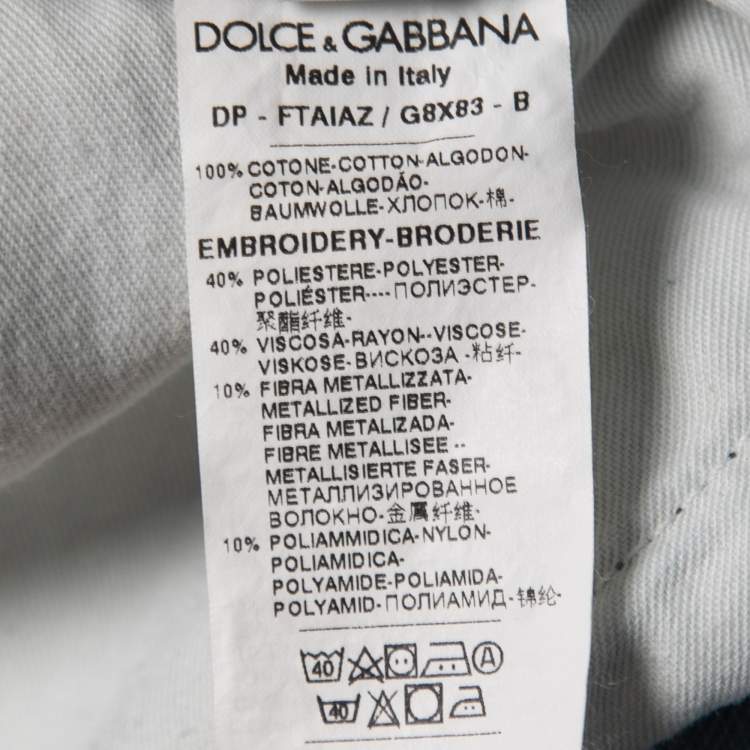 DOLCE & GABBANA
Made in Italy
DP - FTAIAZ / G8X83 - B
100% COTONE-COTTON-ALGODON-
COTON-ALGODÃO-
BAUMWOLLE-ХЛОПОК-棉-
EMBROIDERY-BRODERIE
40% POLIESTERE-POLYESTER-
POLIÉSTER----ПОЛИЭСТЕР-
聚酯纤维-
40% VISCOSA-RAYON--VISCOSE-
VISKOSE-ВИСКОЗА -粘纤-
10% FIBRA METALLIZZATA-
METALLIZED FIBER-
FIBRA METALIZADA-
FIBRE METALLISEE --
METALLISIERTE FASER-
МЕТАЛЛИЗИРОВАННОЕ
ВОЛОКНО-金属纤维-
10% POLIAMMIDICA-NYLON-
POLIAMIDICA-
POLYAMIDE-POLIAMIDA-
POLYAMID-ПОЛИАМИД-锦纶-
40 A
40